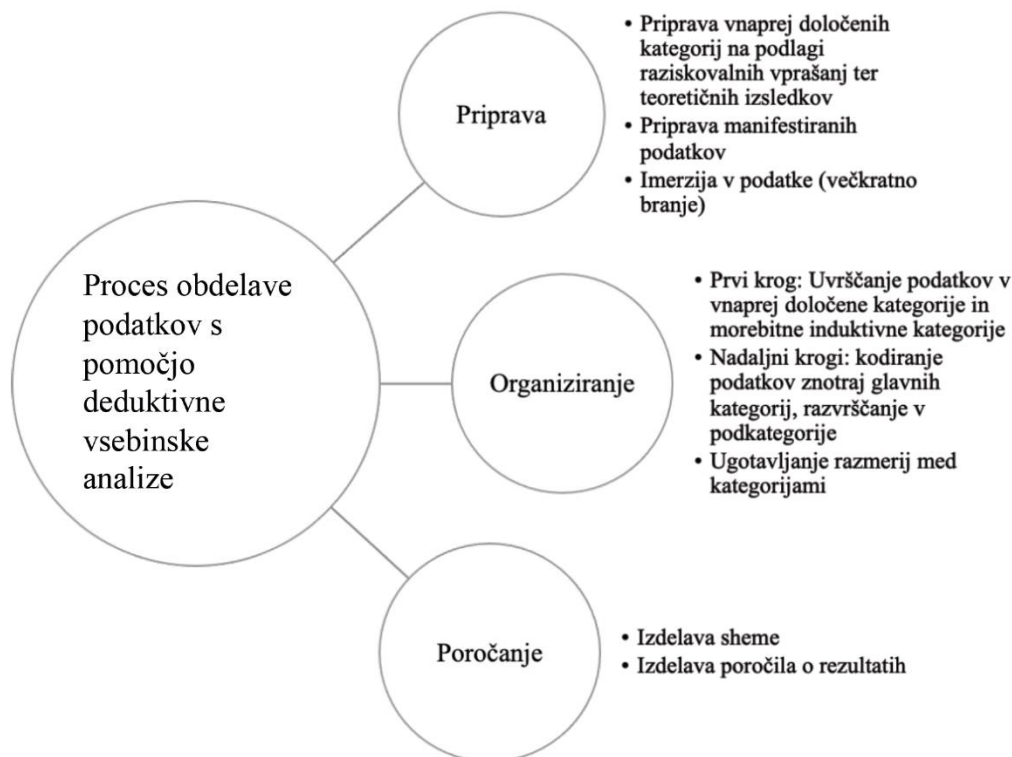 Proces obdelave
podatkov s
pomočjo
deduktivne
vsebinske
analize
Priprava
• Priprava vnaprej določenih
kategorij na podlagi
raziskovalnih vprašanj ter
teoretičnih izsledkov
• Priprava manifestiranih
podatkov
• Imerzija v podatke (večkratno
branje)
Organiziranje
• Prvi krog: Uvrščanje podatkov v
vnaprej določene kategorije in
morebitne induktivne kategorije
• Nadaljni krogi: kodiranje
podatkov znotraj glavnih
kategorij, razvrščanje v
podkategorije
• Ugotavljanje razmerij med
kategorijami
Poročanje
• Izdelava sheme
• Izdelava poročila o rezultatih